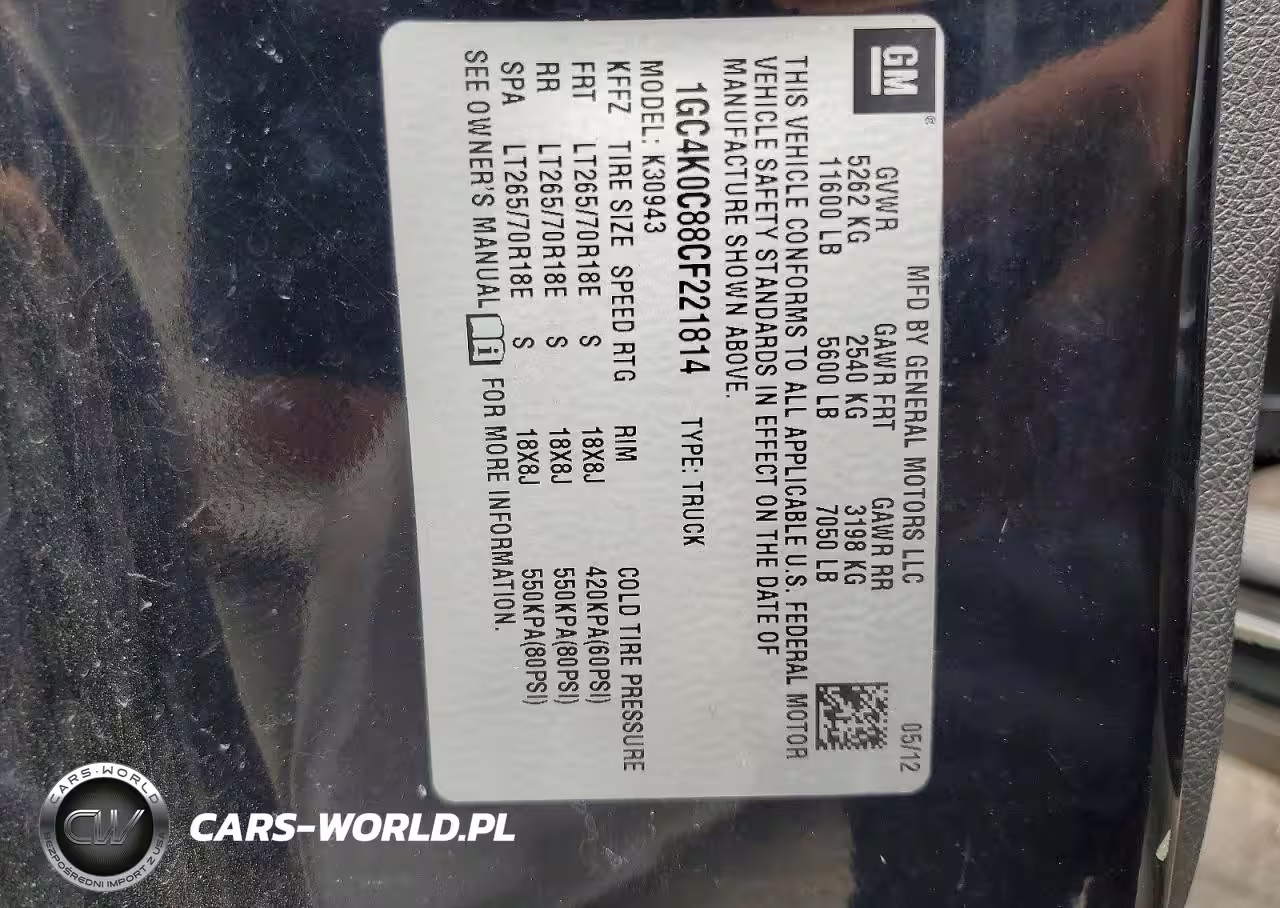 GM
®
MFD BY GENERAL MOTORS LLC 05/12
GVWR GAWR FRT GAWR RR
5262 KG 2540 KG 3198 KG
11600 LB 5600 LB 7050 LB
THIS VEHICLE CONFORMS TO ALL APPLICABLE U.S. FEDERAL MOTOR
VEHICLE SAFETY STANDARDS IN EFFECT ON THE DATE OF
MANUFACTURE SHOWN ABOVE.
1GC4K0C88CF221814 TYPE: TRUCK
MODEL: K30943
KFFZ TIRE SIZE SPEED RTG RIM COLD TIRE PRESSURE
FRT LT265/70R18E S 18X8J 420KPA(60PSI)
RR LT265/70R18E S 18X8J 550KPA(80PSI)
SPA LT265/70R18E S 18X8J 550KPA(80PSI)
SEE OWNER'S MANUAL i FOR MORE INFORMATION.
CARS-WORLD
CW
BEZPOŚREDNI IMPORT Z USA
CARS-WORLD.PL